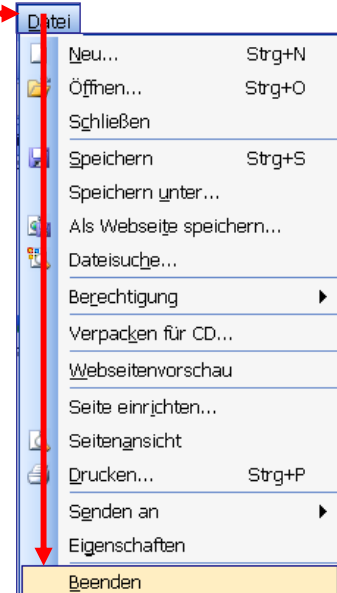 Datei
Neu... Strg+N
Öffnen... Strg+O
Schließen
Speichern Strg+S
Speichern unter...
Als Webseite speichern...
Dateisuche...
Berechtigung
Verpacken für CD...
Webseitenvorschau
Seite einrichten...
Seitenansicht
Drucken... Strg+P
Senden an
Eigenschaften
Beenden